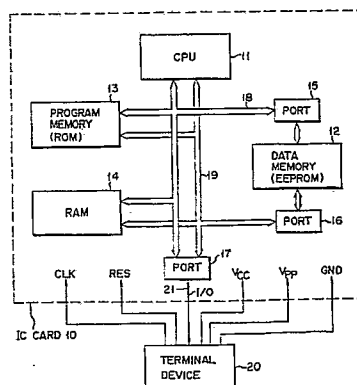 CPU
11
13
PROGRAM
MEMORY
(ROM)
18
15
PORT
12
DATA
MEMORY
(EEPROM)
14
RAM
19
PORT
16
17
PORT
CLK
RES
21
I/O
VCC
VPP
GND
IC CARD 10
TERMINAL
DEVICE
20